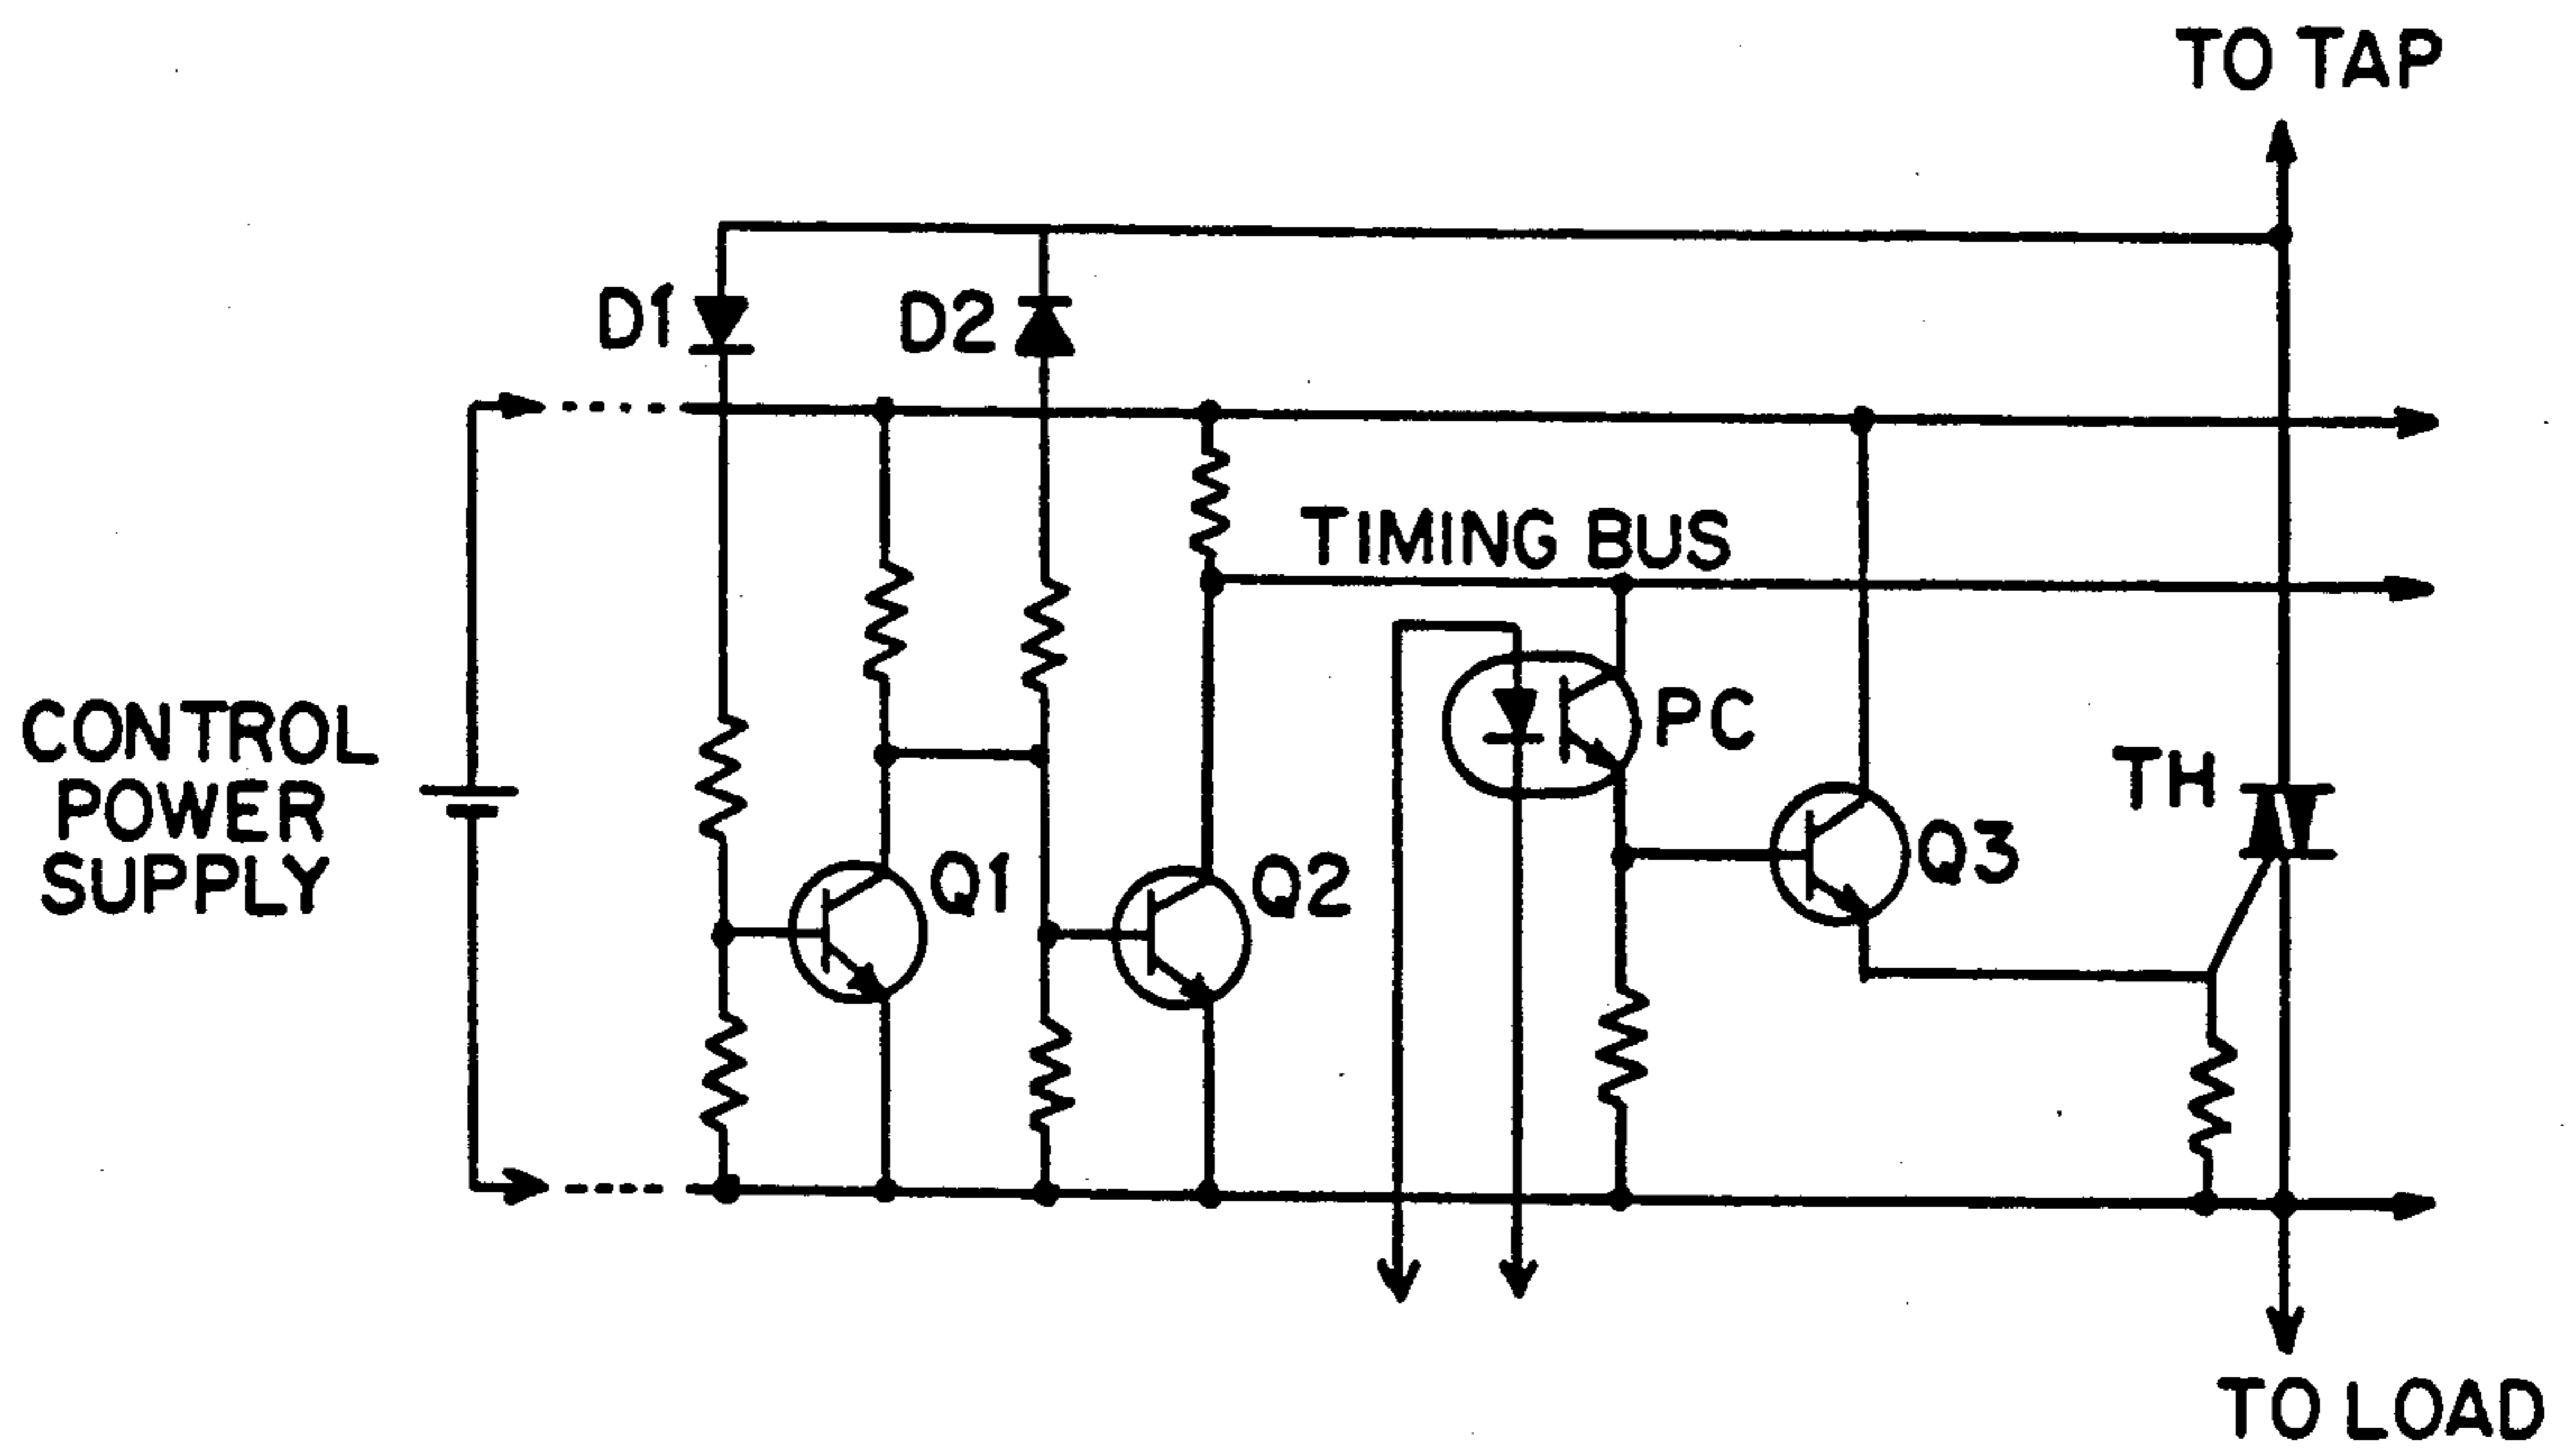 TO TAP
D1
D2
TIMING BUS
CONTROL
POWER
SUPPLY
PC
TH
Q1
Q2
Q3
TO LOAD